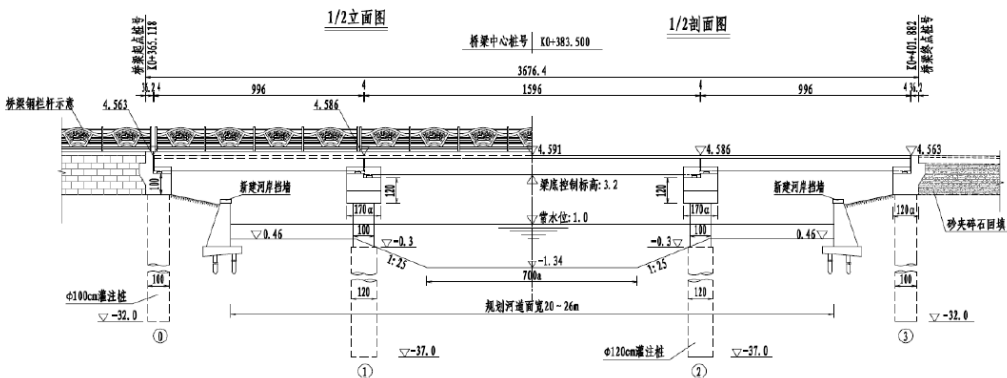 1/2立面图
1/2剖面图
桥梁起点桩号
K0+365.118
桥梁中心桩号
K0+383.500
K0+401.882
桥梁终点桩号
3676.4
996
4
1596
4
996
桥梁钢栏杆示意
4.563
4.586
4.591
4.586
4.563
100
新建河岸挡墙
120
梁底控制标高:3.2
120
新建河岸挡墙
170α
170α
120α
常水位:1.0
砂夹碎石回填
0.46
100
-0.3
-0.3
100
0.46
1:25
-1.34
1:25
700α
100
120
120
100
Φ100cm灌注桩
规划河道面宽20~26m
-32.0
-32.0
⓪
③
-37.0
Φ120cm灌注桩
-37.0
①
②